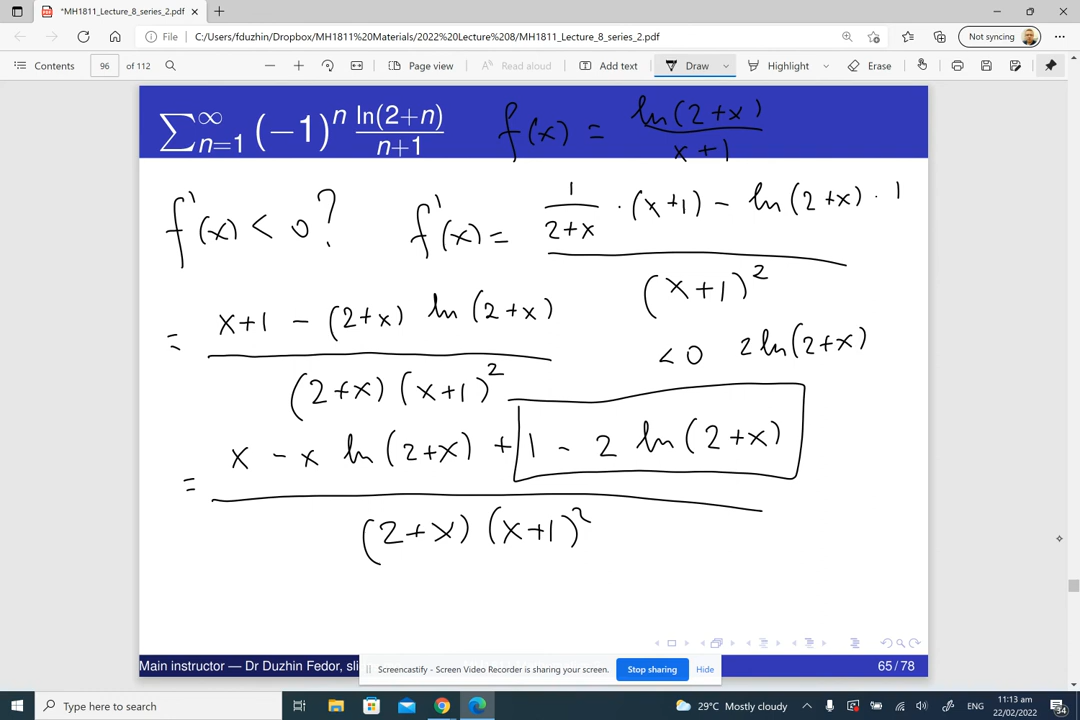 *MH1811_Lecture_8_series_2.pdf
File C:/Users/fduzhin/Dropbox/MH1811%20Materials/2022%20Lecture%208/MH1811_Lecture_8_series_2.pdf Not syncing
Contents 96 of 112 Page view Read aloud Add text Draw Highlight Erase
∑_{n=1}^{∞} (−1)^n ln(2+n)/(n+1) f(x) = ln(2+x)/(x+1)
f'(x) < 0? f'(x) = (1/(2+x) · (x+1) − ln(2+x) · 1)/(x+1)^2
= (x+1 − (2+x) ln(2+x))/((2+x)(x+1)^2) < 0 2ln(2+x)
= (x − x ln(2+x) + 1 − 2 ln(2+x))/((2+x)(x+1)^2)
Main instructor — Dr Duzhin Fedor, sli 65 / 78
Screencastify - Screen Video Recorder is sharing your screen. Stop sharing Hide
Type here to search 29°C Mostly cloudy ENG 11:13 am
22/02/2022 34